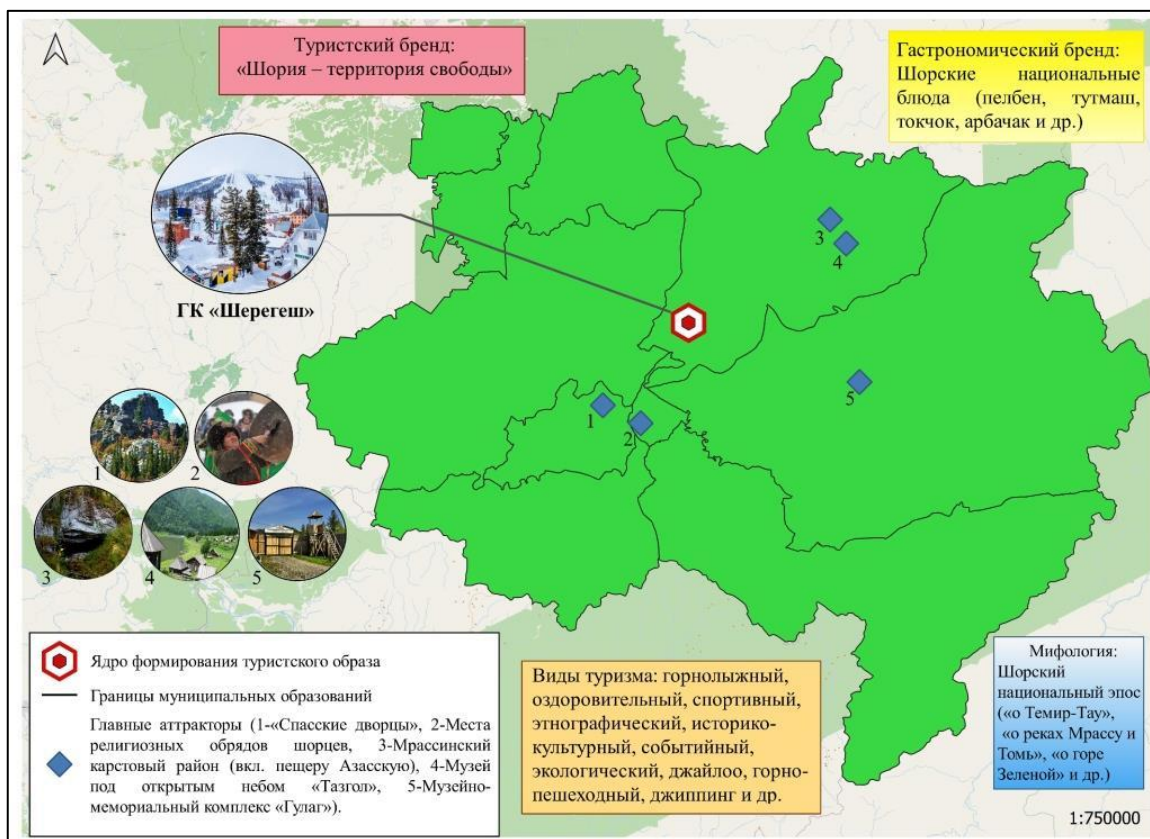 Туристский бренд:
«Шория – территория свободы»
Гастрономический бренд:
Шорские национальные
блюда (пелбен, тутмаш,
токчок, арбачак и др.)
ГК «Шерегеш»
3
4
5
1
2
1
2
3
4
5
Ядро формирования туристского образа
Границы муниципальных образований
Главные аттракторы (1-«Спасские дворцы», 2-Места
религиозных обрядов шорцев, 3-Мрассинский
карстовый район (вкл. пещеру Азасскую), 4-Музей
под открытым небом «Тазгол», 5-Музейно-
мемориальный комплекс «Гулаг»).
Виды туризма: горнолыжный,
оздоровительный, спортивный,
этнографический, историко-
культурный, событийный,
экологический, джайлоо, горно-
пешеходный, джиппинг и др.
Мифология:
Шорский
национальный эпос
(«о Темир-Тау»,
«о реках Мрассу и
Томь», «о горе
Зеленой» и др.)
1:750000